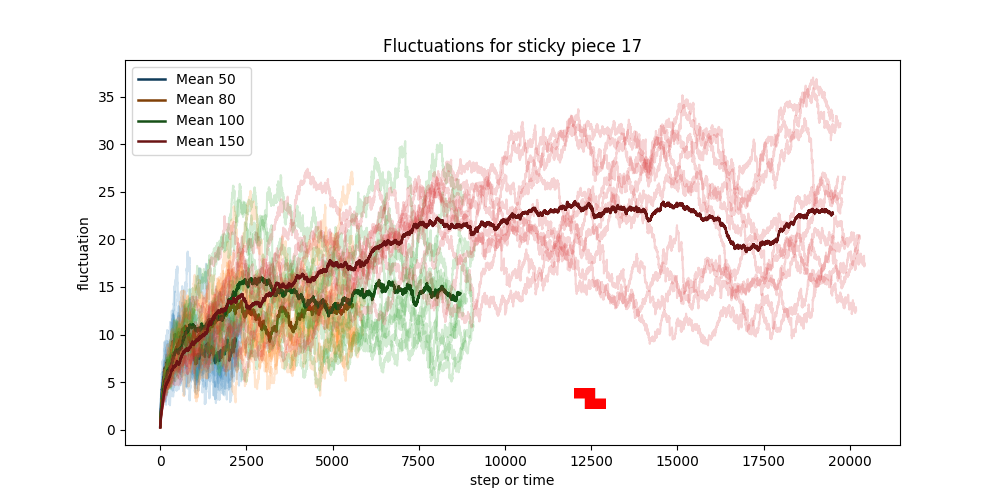 Fluctuations for sticky piece 17
Mean 50
Mean 80
Mean 100
Mean 150
fluctuation
35
30
25
20
15
10
5
0
0 2500 5000 7500 10000 12500 15000 17500 20000
step or time